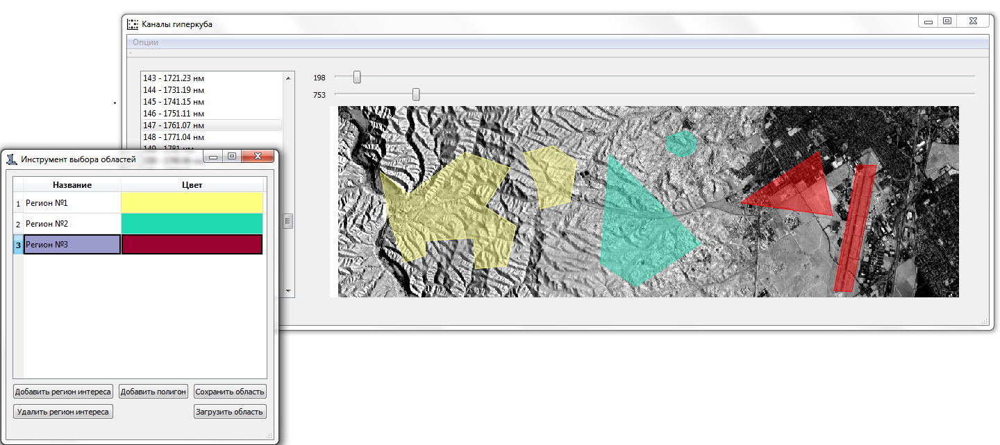 Каналы гиперкуба
Опции
143 - 1721.23 нм
144 - 1731.19 нм
145 - 1741.15 нм
146 - 1751.11 нм
147 - 1761.07 нм
148 - 1771.04 нм
198
753
Инструмент выбора областей
Название Цвет
1 Регион №1
2 Регион №2
3 Регион №3
Добавить регион интереса Добавить полигон Сохранить область
Удалить регион интереса Загрузить область